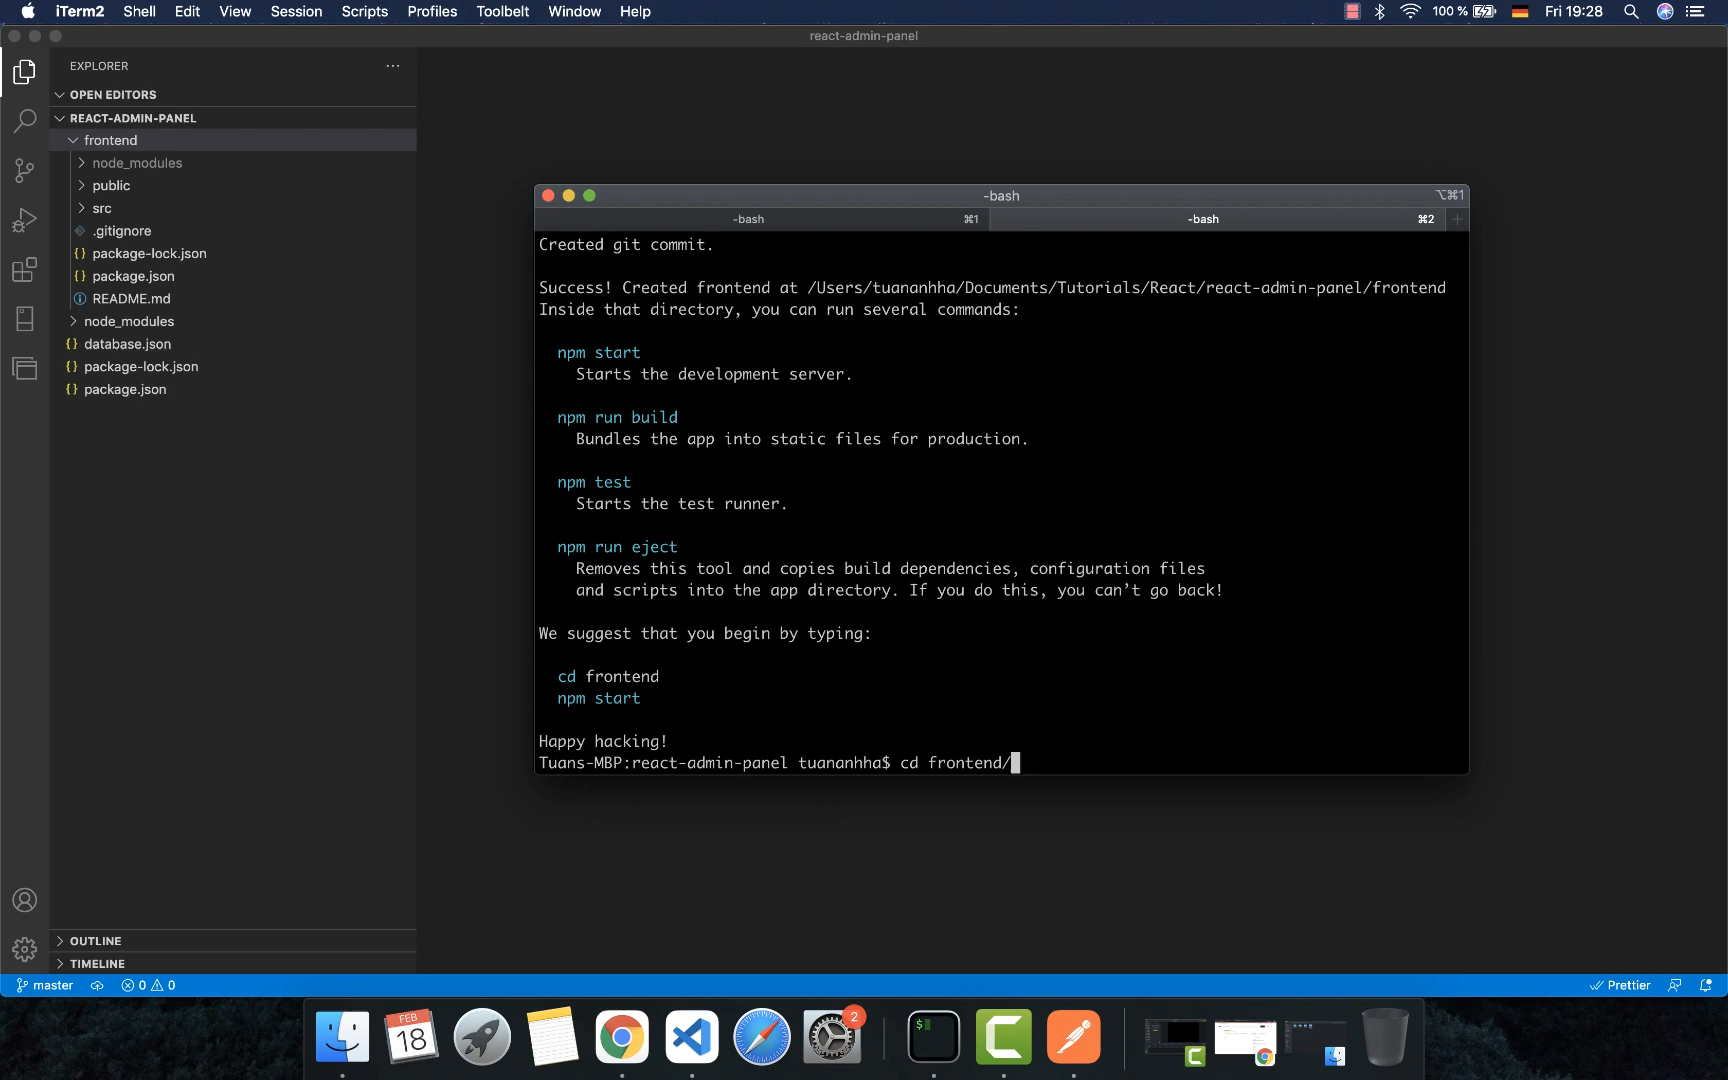 iTerm2 Shell Edit View Session Scripts Profiles Toolbelt Window Help 100 % Fri 19:28
react-admin-panel
EXPLORER ···
OPEN EDITORS
REACT-ADMIN-PANEL
frontend
node_modules
public
src
.gitignore
{} package-lock.json
{} package.json
README.md
node_modules
{} database.json
{} package-lock.json
{} package.json
OUTLINE
TIMELINE
-bash ⌥⌘1
-bash ⌘1 -bash ⌘2 +
Created git commit.
Success! Created frontend at /Users/tuananhha/Documents/Tutorials/React/react-admin-panel/frontend
Inside that directory, you can run several commands:
npm start
Starts the development server.
npm run build
Bundles the app into static files for production.
npm test
Starts the test runner.
npm run eject
Removes this tool and copies build dependencies, configuration files
and scripts into the app directory. If you do this, you can’t go back!
We suggest that you begin by typing:
cd frontend
npm start
Happy hacking!
Tuans-MBP:react-admin-panel tuananhha$ cd frontend/
master 0 0 Prettier
FEB
18
2
$